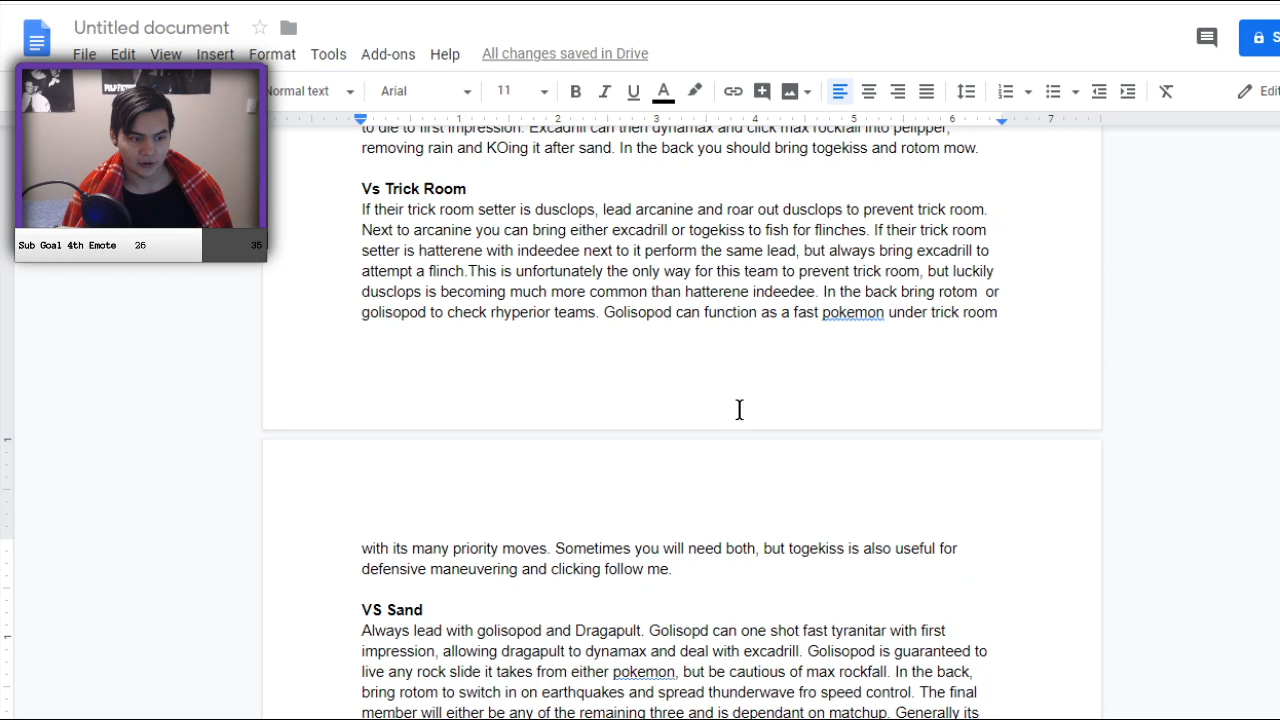 Untitled document
File Edit View Insert Format Tools Add-ons Help All changes saved in Drive
Normal text Arial 11 B I U A Edit
1 2 3 4 5 6 7
Sub Goal 4th Emote 26 35
to die to first impression. Excadrill can then dynamax and click max rockfall into pelipper,
removing rain and KOing it after sand. In the back you should bring togekiss and rotom mow.
Vs Trick Room
If their trick room setter is dusclops, lead arcanine and roar out dusclops to prevent trick room.
Next to arcanine you can bring either excadrill or togekiss to fish for flinches. If their trick room
setter is hatterene with indeedee next to it perform the same lead, but always bring excadrill to
attempt a flinch.This is unfortunately the only way for this team to prevent trick room, but luckily
dusclops is becoming much more common than hatterene indeedee. In the back bring rotom  or
golisopod to check rhyperior teams. Golisopod can function as a fast pokemon under trick room
with its many priority moves. Sometimes you will need both, but togekiss is also useful for
defensive maneuvering and clicking follow me.
VS Sand
Always lead with golisopod and Dragapult. Golisopd can one shot fast tyranitar with first
impression, allowing dragapult to dynamax and deal with excadrill. Golisopod is guaranteed to
live any rock slide it takes from either pokemon, but be cautious of max rockfall. In the back,
bring rotom to switch in on earthquakes and spread thunderwave fro speed control. The final
member will either be any of the remaining three and is dependant on matchup. Generally its